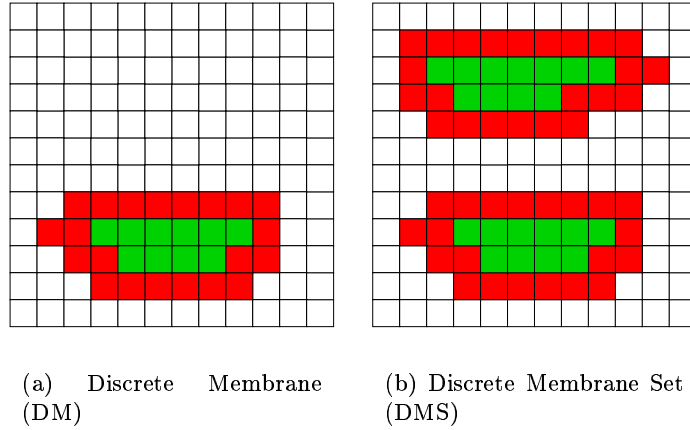 (a) Discrete Membrane
(DM)
(b) Discrete Membrane Set
(DMS)